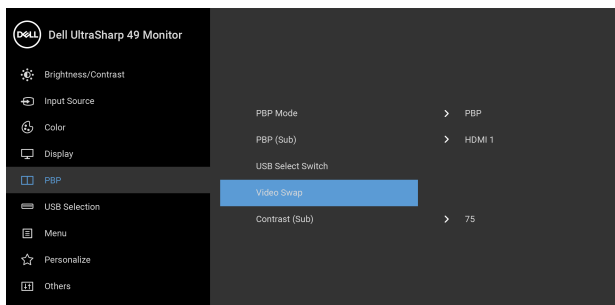 DELL Dell UltraSharp 49 Monitor
Brightness/Contrast
Input Source
Color
Display
PBP
USB Selection
Menu
Personalize
Others
PBP Mode PBP
PBP (Sub) HDMI 1
USB Select Switch
Video Swap
Contrast (Sub) 75